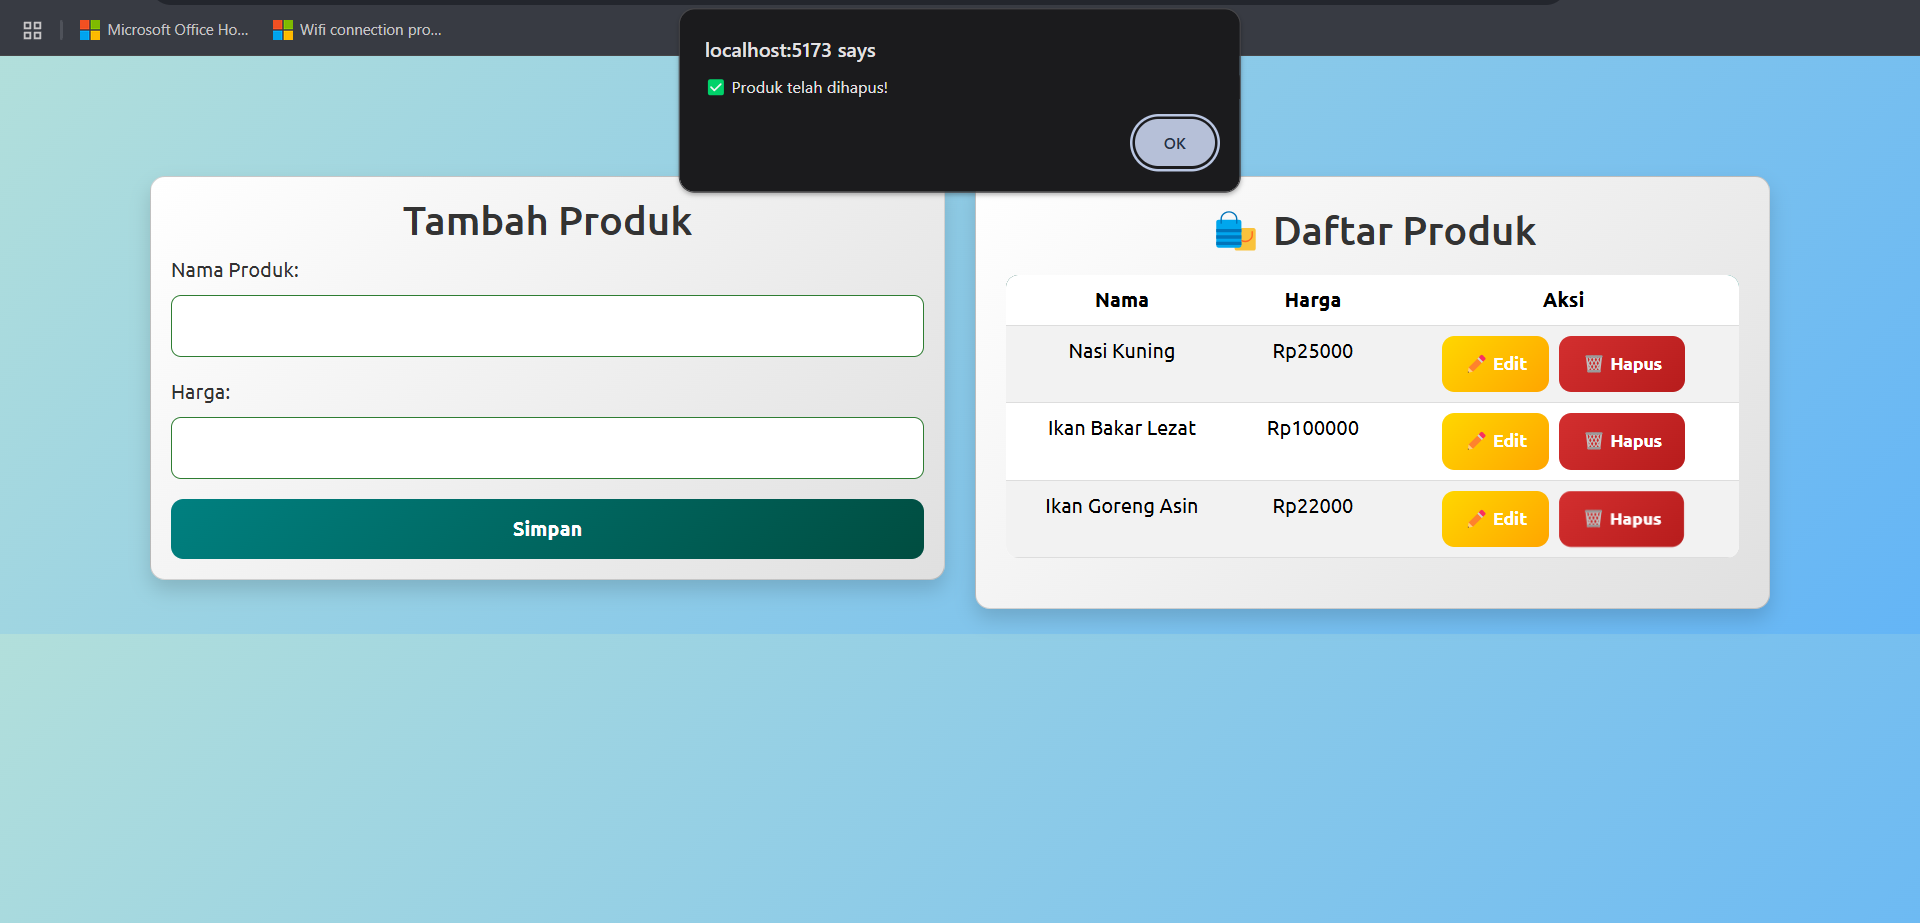 Microsoft Office Ho...
Wifi connection pro...
localhost:5173 says
✅ Produk telah dihapus!
OK
Tambah Produk
Nama Produk:
Harga:
Simpan
🛍️ Daftar Produk
Nama Harga Aksi
Nasi Kuning Rp25000 ✏️ Edit 🗑️ Hapus
Ikan Bakar Lezat Rp100000 ✏️ Edit 🗑️ Hapus
Ikan Goreng Asin Rp22000 ✏️ Edit 🗑️ Hapus